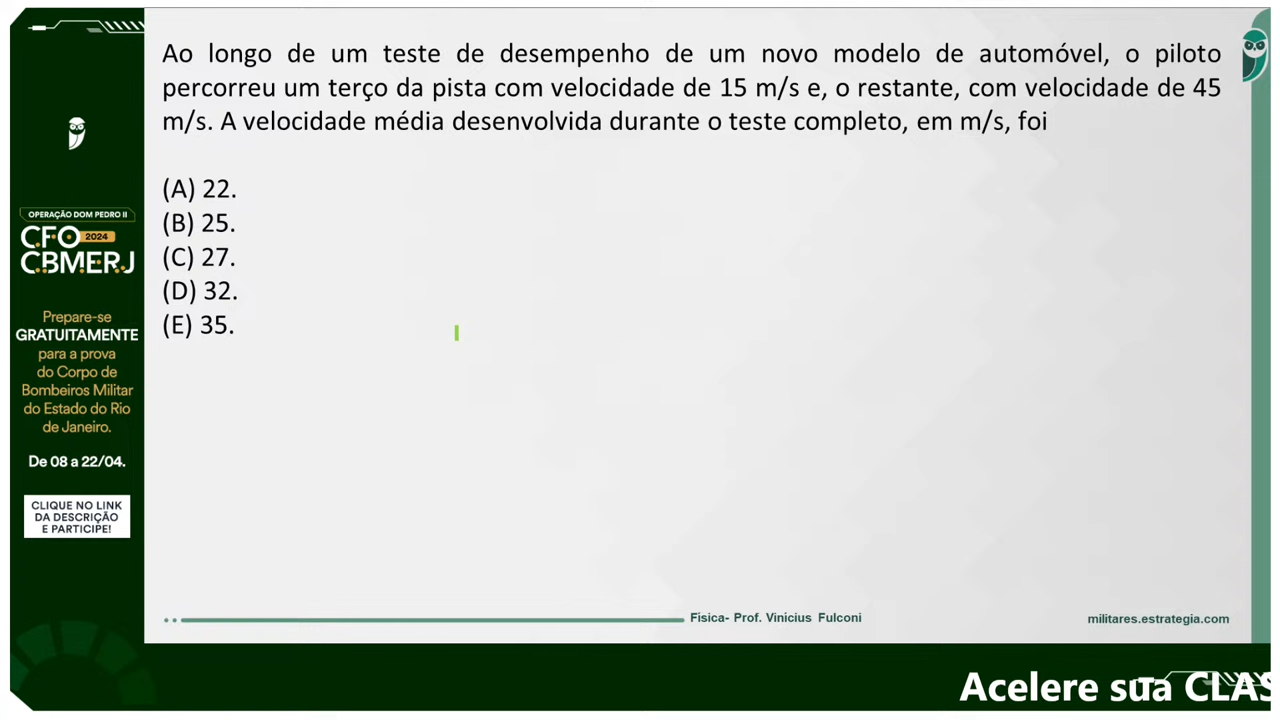 Ao longo de um teste de desempenho de um novo modelo de automóvel, o piloto
percorreu um terço da pista com velocidade de 15 m/s e, o restante, com velocidade de 45
m/s. A velocidade média desenvolvida durante o teste completo, em m/s, foi
(A) 22.
(B) 25.
(C) 27.
(D) 32.
(E) 35.
OPERAÇÃO DOM PEDRO II
CFO 2024
CBMERJ
Prepare-se
GRATUITAMENTE
para a prova
do Corpo de
Bombeiros Militar
do Estado do Rio
de Janeiro.
De 08 a 22/04.
CLIQUE NO LINK
DA DESCRIÇÃO
E PARTICIPE!
Física- Prof. Vinícius Fulconi
militares.estrategia.com
Acelere sua CLAS